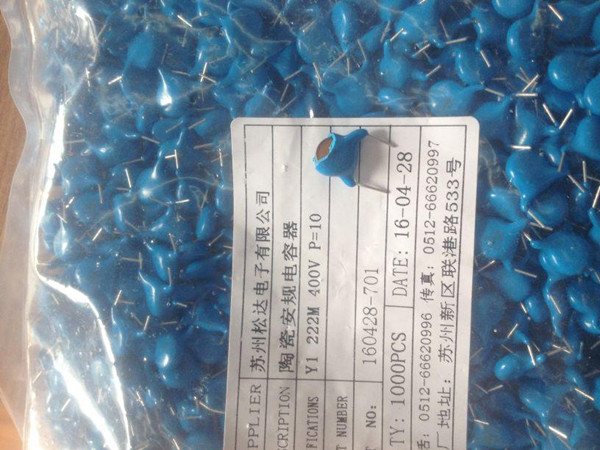 PPLIER 苏州松达电子有限公司
CRIPTION 陶瓷安规电容器
FICATIONS Y1 222M 400V P=10
T NUMBER
T NO: 160428-701
TY: 1000PCS DATE: 16-04-28
话: 0512-66620996 传真: 0512-66620997
厂地址: 苏州新区联港路533号